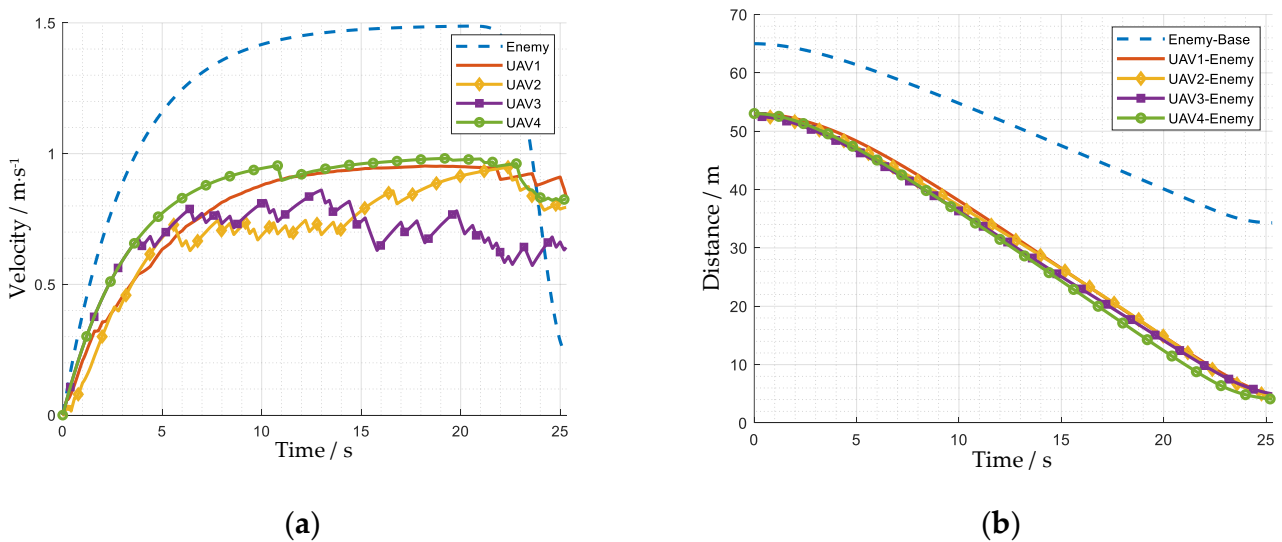 1.5
1
0.5
0
0
5
10
15
20
25
Velocity / m·s⁻¹
Time / s
Enemy
UAV1
UAV2
UAV3
UAV4
(a)
70
60
50
40
30
20
10
0
0
5
10
15
20
25
Distance / m
Time / s
Enemy-Base
UAV1-Enemy
UAV2-Enemy
UAV3-Enemy
UAV4-Enemy
(b)